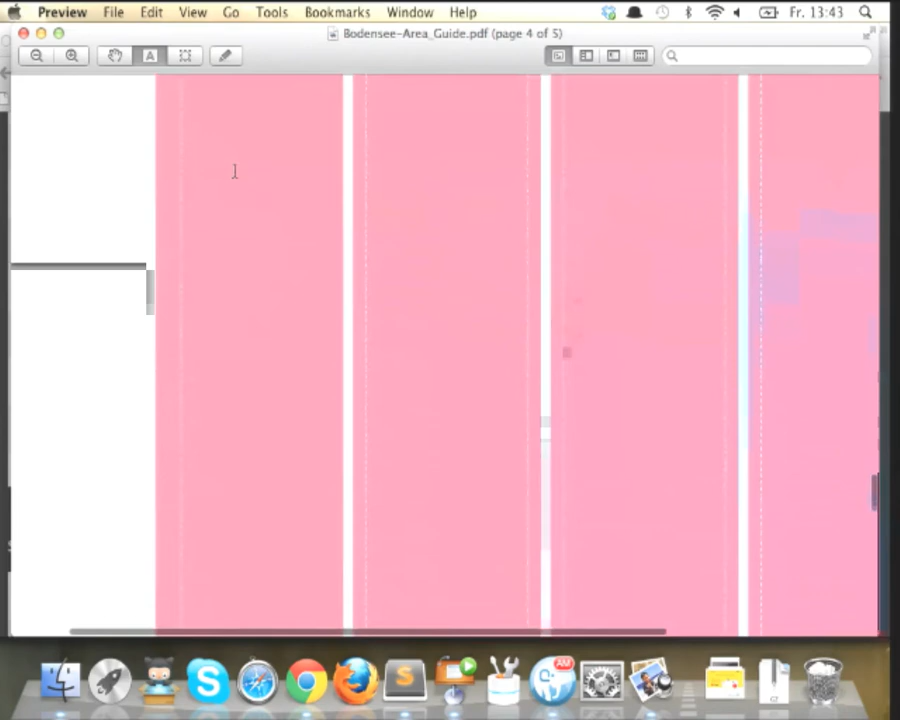 Preview File Edit View Go Tools Bookmarks Window Help Fr. 13:43
Bodensee-Area_Guide.pdf (page 4 of 5)
A
S
AM